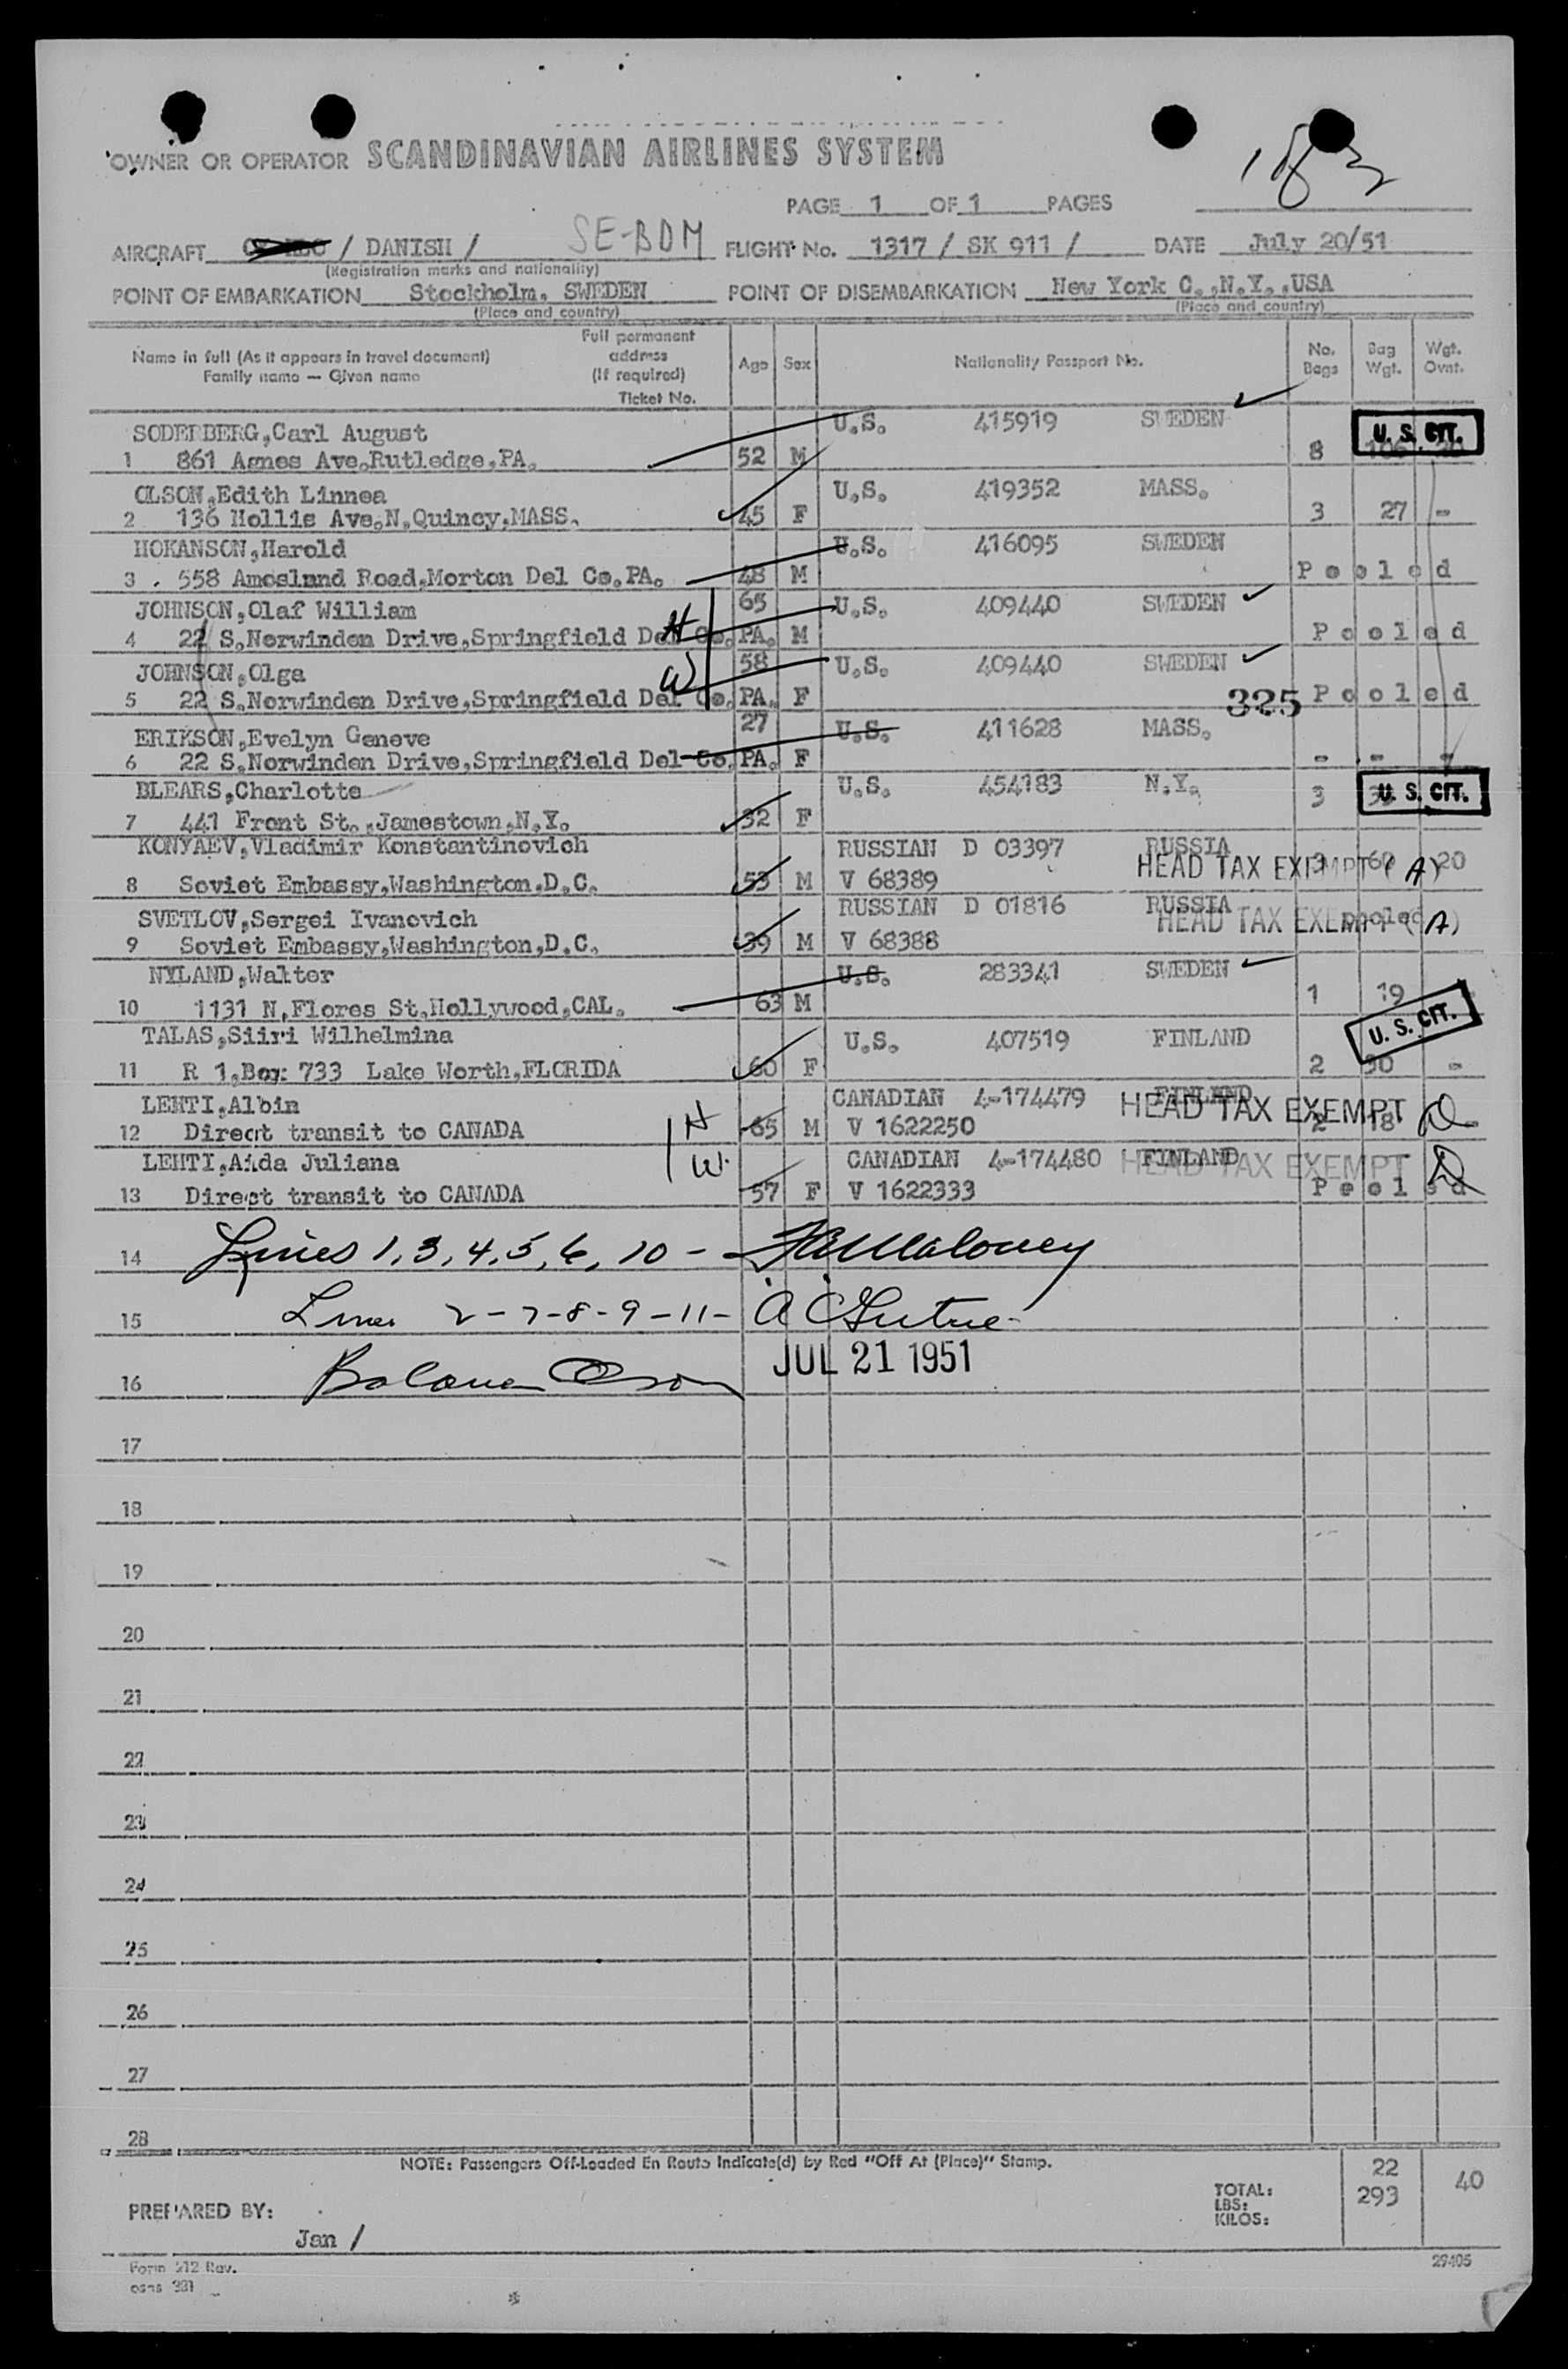 OWNER OR OPERATOR SCANDINAVIAN AIRLINES SYSTEM
PAGE 1 OF 1 PAGES
AIRCRAFT / DANISH / SE-BDM FLIGHT No. 1317 / SK 911 / DATE July 20/51
(Registration marks and nationality)
POINT OF EMBARKATION Stockholm. SWEDEN POINT OF DISEMBARKATION New York C.,N.Y.,USA
(Place and country) (Place and country)
Name in full (As it appears in travel document) Full permanent address Age Sex Nationality Passport No. No. Bags Bag Wgt. Wgt. Ovnt.
Family name — Given name (If required)
Ticket No.
SODERBERG,Carl August U.S. 415919 SWEDEN U. S. CIT.
1 861 Agnes Ave.Rutledge,PA. 52 M 8
OLSON,Edith Linnea U.S. 419352 MASS.
2 136 Hollis Ave.N.Quincy,MASS. 45 F 3 27 -
HOKANSON,Harold U.S. 416095 SWEDEN
3 . 558 Amosland Road,Morton Del Co.PA. 48 M Pooled
JOHNSON,Olaf William 65 U.S. 409440 SWEDEN
4 22 S.Norwinden Drive,Springfield Del Co. PA. M Pooled
H
JOHNSON,Olga 58 U.S. 409440 SWEDEN
5 22 S.Norwinden Drive,Springfield Del Co. PA. F 325 Pooled
W
ERIKSON,Evelyn Geneve 27 U.S. 411628 MASS.
6 22 S.Norwinden Drive,Springfield Del Co. PA. F - - -
BLEARS,Charlotte U.S. 454183 N.Y. 3 U. S. CIT.
7 441 Front St.,Jamestown,N.Y. 32 F
KONYAEV,Vladimir Konstantinovich RUSSIAN D 03397 RUSSIA
8 Soviet Embassy,Washington,D.C. 53 M V 68389 HEAD TAX EXEMPT (A) 3 60 20
SVETLOV,Sergei Ivanovich RUSSIAN D 01816 RUSSIA
9 Soviet Embassy,Washington,D.C. 39 M V 68388 HEAD TAX EXEMPT (A) pooled
NYLAND,Walter U.S. 283341 SWEDEN
10 1131 N.Flores St.Hollywood,CAL. 63 M 1 19
TALAS,Siiri Wilhelmina U.S. 407519 FINLAND U. S. CIT.
11 R 1,Box 733 Lake Worth,FLORIDA 60 F 2 30 -
LEHTI,Albin CANADIAN 4-174479 FINLAND HEAD TAX EXEMPT
12 Direct transit to CANADA H 65 M V 1622250 2 18 -
LEHTI,Aida Juliana CANADIAN 4-174480 FINLAND HEAD TAX EXEMPT
13 Direct transit to CANADA W. 57 F V 1622333 Pooled
14 Lines 1,3,4,5,6,10 - Maloney
15 Lines 2-7-8-9-11-
16 Balance JUL 21 1951
17
18
19
20
21
22
23
24
25
26
27
28
NOTE: Passengers Off-Loaded En Route Indicate(d) by Red "Off At (Place)" Stamp.
TOTAL: 22 40
LBS: 293
KILOS:
PREPARED BY:
Jan /
Form 212 Rev.
29405